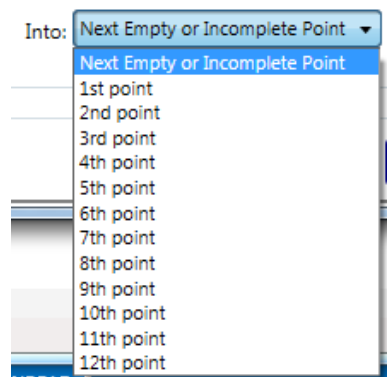 Into: Next Empty or Incomplete Point
Next Empty or Incomplete Point
1st point
2nd point
3rd point
4th point
5th point
6th point
7th point
8th point
9th point
10th point
11th point
12th point